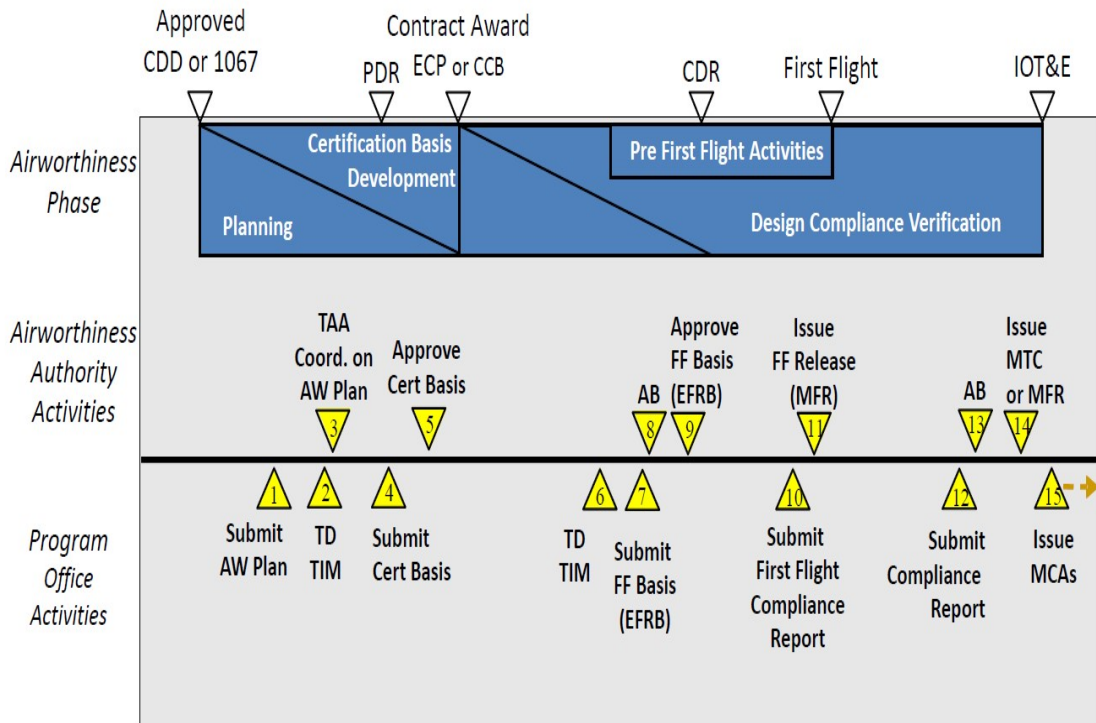 Approved
CDD or 1067
PDR
Contract Award
ECP or CCB
CDR
First Flight
IOT&E
Airworthiness
Phase
Certification Basis
Development
Planning
Pre First Flight Activities
Design Compliance Verification
Airworthiness
Authority
Activities
TAA
Coord. on
AW Plan
3
Approve
Cert Basis
5
AB
8
Approve
FF Basis
(EFRB)
9
Issue
FF Release
(MFR)
11
AB
13
Issue
MTC
or MFR
14
Program
Office
Activities
1
Submit
AW Plan
2
TD
TIM
4
Submit
Cert Basis
6
TD
TIM
7
Submit
FF Basis
(EFRB)
10
Submit
First Flight
Compliance
Report
12
Submit
Compliance
Report
15
Issue
MCAs